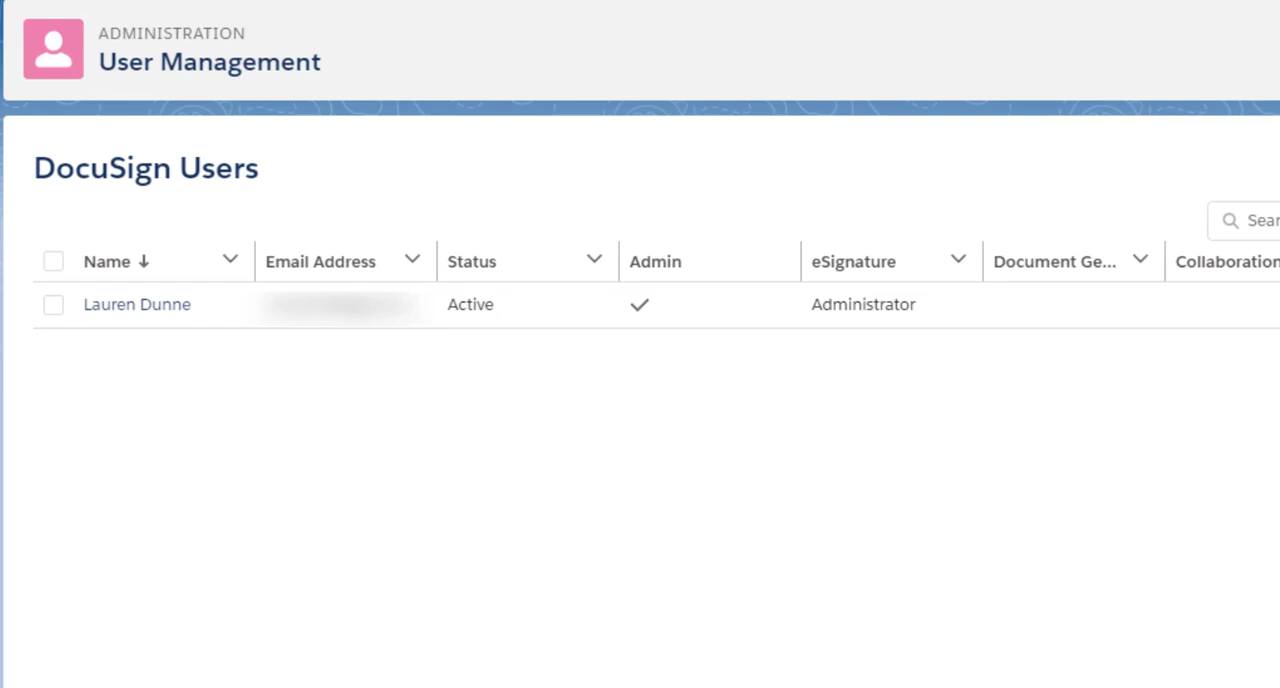 ADMINISTRATION
User Management
DocuSign Users
Sear
Name Email Address Status Admin eSignature Document Ge... Collaboration
Lauren Dunne Active Administrator